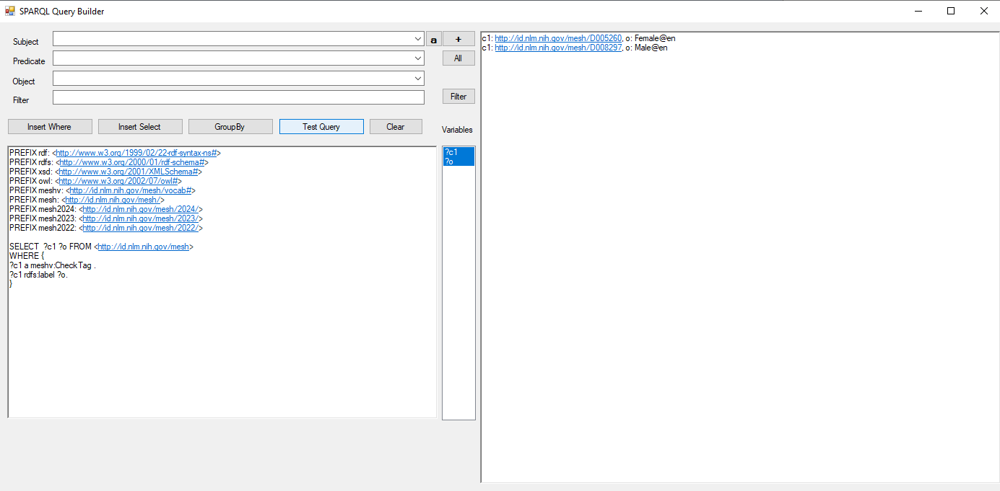 SPARQL Query Builder
Subject
a
+
Predicate
All
Object
Filter
Filter
Insert Where
Insert Select
GroupBy
Test Query
Clear
Variables
PREFIX rdf: <http://www.w3.org/1999/02/22-rdf-syntax-ns#>
PREFIX rdfs: <http://www.w3.org/2000/01/rdf-schema#>
PREFIX xsd: <http://www.w3.org/2001/XMLSchema#>
PREFIX owl: <http://www.w3.org/2002/07/owl#>
PREFIX meshv: <http://id.nlm.nih.gov/mesh/vocab#>
PREFIX mesh: <http://id.nlm.nih.gov/mesh/>
PREFIX mesh2024: <http://id.nlm.nih.gov/mesh/2024/>
PREFIX mesh2023: <http://id.nlm.nih.gov/mesh/2023/>
PREFIX mesh2022: <http://id.nlm.nih.gov/mesh/2022/>
SELECT ?c1 ?o FROM <http://id.nlm.nih.gov/mesh>
WHERE {
?c1 a meshv:CheckTag .
?c1 rdfs:label ?o.
}
?c1
?o
c1: http://id.nlm.nih.gov/mesh/D005260, o: Female@en
c1: http://id.nlm.nih.gov/mesh/D008297, o: Male@en